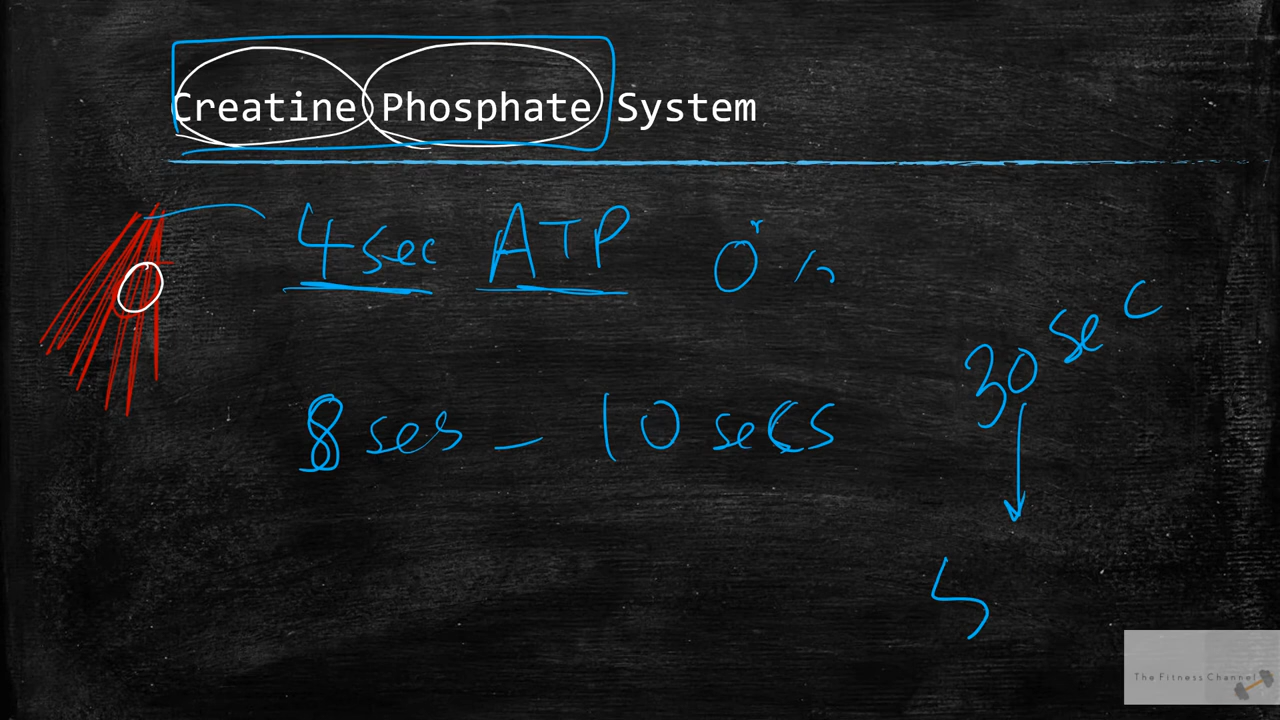 Creatine Phosphate System
4 sec ATP
30 sec
8 ses - 10 secs
5
The Fitness Channel